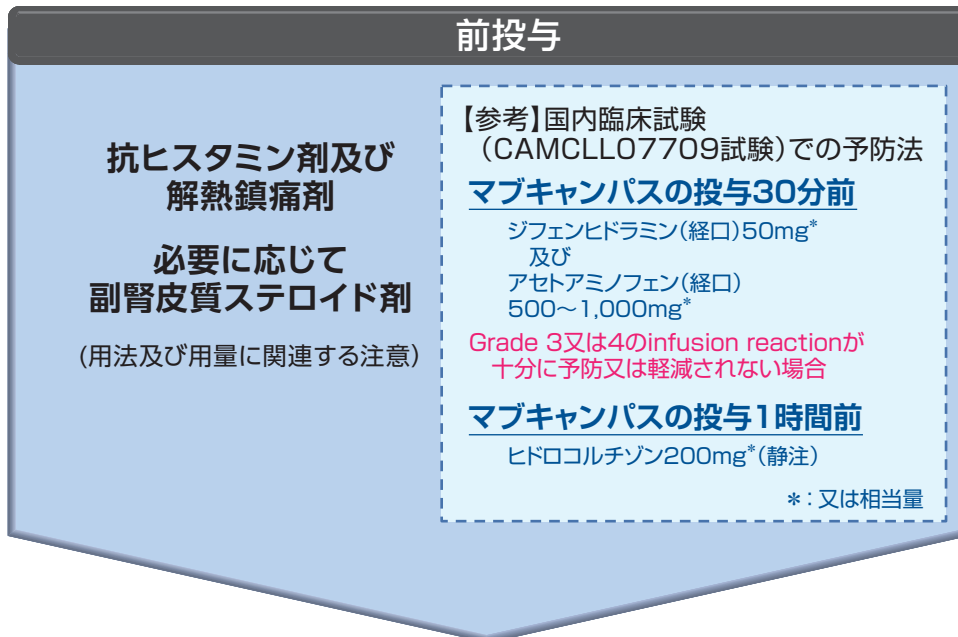 前投与
抗ヒスタミン剤及び
解熱鎮痛剤
必要に応じて
副腎皮質ステロイド剤
(用法及び用量に関連する注意)
【参考】国内臨床試験
(CAMCLL07709試験)での予防法
マブキャンパスの投与30分前
ジフェンヒドラミン(経口)50mg*
及び
アセトアミノフェン(経口)
500～1,000mg*
Grade 3又は4のinfusion reactionが
十分に予防又は軽減されない場合
マブキャンパスの投与1時間前
ヒドロコルチゾン200mg*(静注)
*:又は相当量